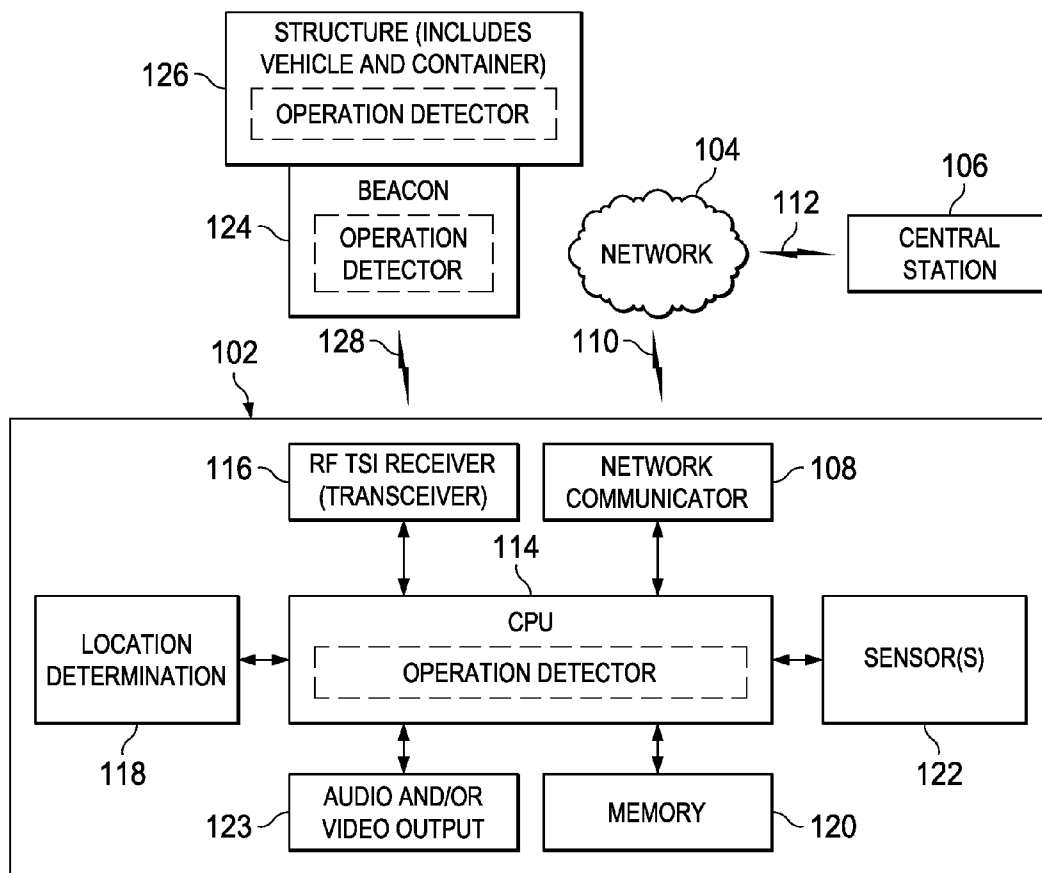 STRUCTURE (INCLUDES
VEHICLE AND CONTAINER)
126
OPERATION DETECTOR
BEACON
124
OPERATION
DETECTOR
104
NETWORK
112
106
CENTRAL
STATION
102
128
110
116
RF TSI RECEIVER
(TRANSCEIVER)
NETWORK
COMMUNICATOR
108
114
LOCATION
DETERMINATION
118
CPU
OPERATION DETECTOR
SENSOR(S)
122
123
AUDIO AND/OR
VIDEO OUTPUT
MEMORY
120